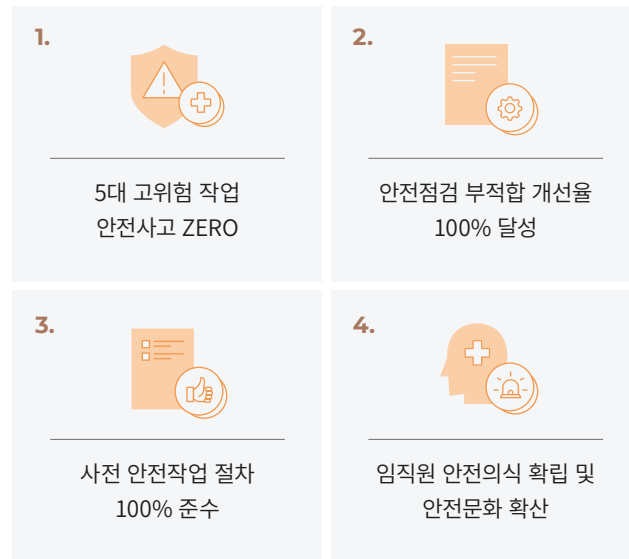 1.
5대 고위험 작업
안전사고 ZERO
2.
안전점검 부적합 개선율
100% 달성
3.
사전 안전작업 절차
100% 준수
4.
임직원 안전의식 확립 및
안전문화 확산